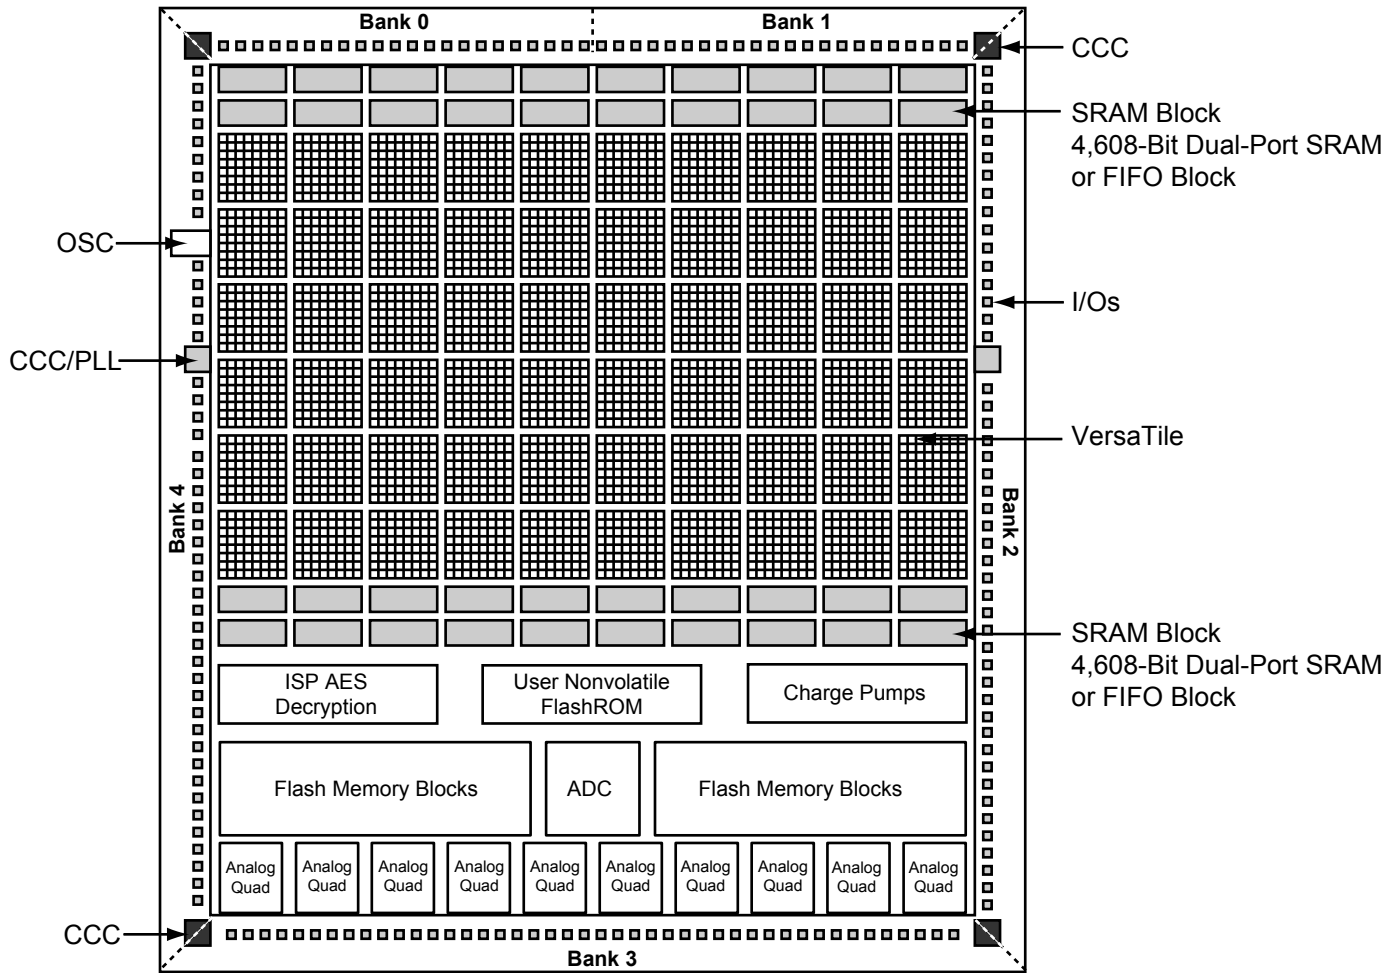 Bank 0
Bank 1
CCC
SRAM Block
4,608-Bit Dual-Port SRAM
or FIFO Block
OSC
I/Os
CCC/PLL
VersaTile
Bank 4
Bank 2
SRAM Block
4,608-Bit Dual-Port SRAM
or FIFO Block
ISP AES
Decryption
User Nonvolatile
FlashROM
Charge Pumps
Flash Memory Blocks
ADC
Flash Memory Blocks
Analog
Quad
Analog
Quad
Analog
Quad
Analog
Quad
Analog
Quad
Analog
Quad
Analog
Quad
Analog
Quad
Analog
Quad
Analog
Quad
CCC
Bank 3